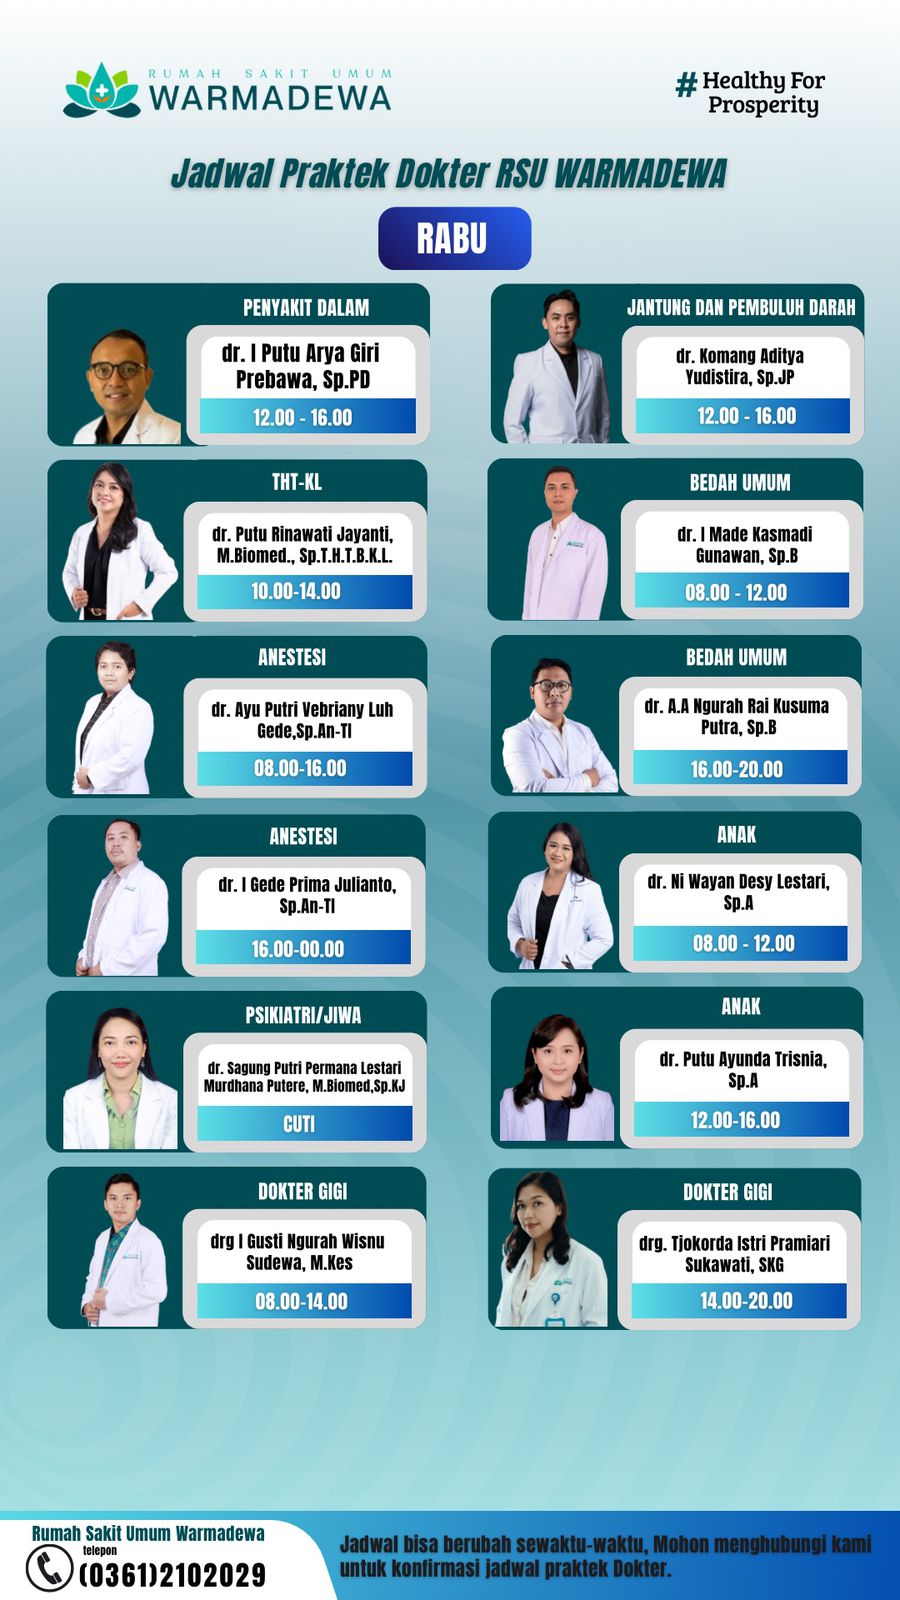 RUMAH SAKIT UMUM
WARMADEWA
# Healthy For
Prosperity
Jadwal Praktek Dokter RSU WARMADEWA
RABU
PENYAKIT DALAM
dr. I Putu Arya Giri
Prebawa, Sp.PD
12.00 - 16.00
JANTUNG DAN PEMBULUH DARAH
dr. Komang Aditya
Yudistira, Sp.JP
12.00 - 16.00
THT-KL
dr. Putu Rinawati Jayanti,
M.Biomed., Sp.T.H.T.B.K.L.
10.00-14.00
BEDAH UMUM
dr. I Made Kasmadi
Gunawan, Sp.B
08.00 - 12.00
ANESTESI
dr. Ayu Putri Vebriany Luh
Gede,Sp.An-TI
08.00-16.00
BEDAH UMUM
dr. A.A Ngurah Rai Kusuma
Putra, Sp.B
16.00-20.00
ANESTESI
dr. I Gede Prima Julianto,
Sp.An-TI
16.00-00.00
ANAK
dr. Ni Wayan Desy Lestari,
Sp.A
08.00 - 12.00
PSIKIATRI/JIWA
dr. Sagung Putri Permana Lestari
Murdhana Putere, M.Biomed,Sp.KJ
CUTI
ANAK
dr. Putu Ayunda Trisnia,
Sp.A
12.00-16.00
DOKTER GIGI
drg I Gusti Ngurah Wisnu
Sudewa, M.Kes
08.00-14.00
DOKTER GIGI
drg. Tjokorda Istri Pramiari
Sukawati, SKG
14.00-20.00
Rumah Sakit Umum Warmadewa
telepon
(0361)2102029
Jadwal bisa berubah sewaktu-waktu, Mohon menghubungi kami
untuk konfirmasi jadwal praktek Dokter.